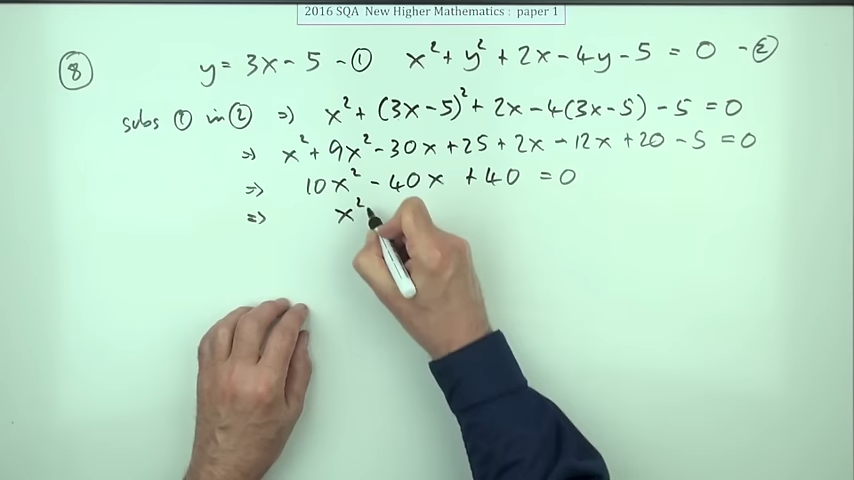 2016 SQA New Higher Mathematics : paper 1
⑧ y = 3x - 5 - ① x² + y² + 2x - 4y - 5 = 0 - ②
subs ① in ② => x² + (3x - 5)² + 2x - 4(3x - 5) - 5 = 0
=> x² + 9x² - 30x + 25 + 2x - 12x + 20 - 5 = 0
=> 10x² - 40x + 40 = 0
=> x²